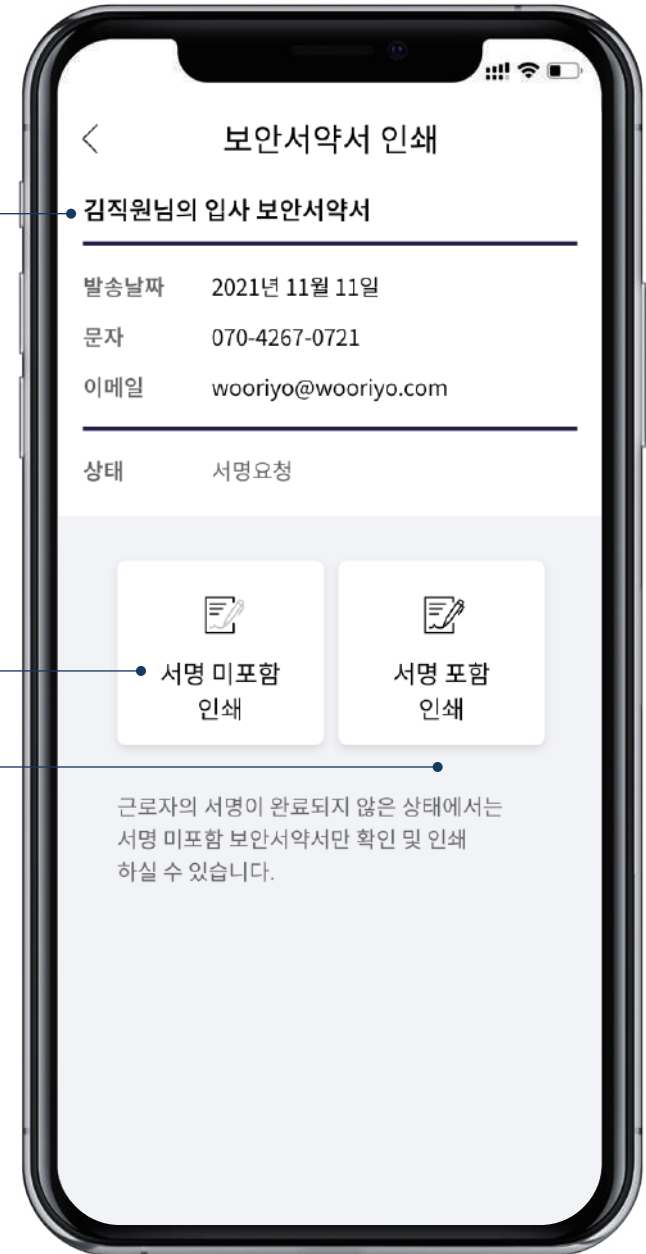 보안서약서 인쇄
김직원님의 입사 보안서약서
발송날짜 2021년 11월 11일
문자 070-4267-0721
이메일 wooriyo@wooriyo.com
상태 서명요청
서명 미포함
인쇄
서명 포함
인쇄
근로자의 서명이 완료되지 않은 상태에서는
서명 미포함 보안서약서만 확인 및 인쇄
하실 수 있습니다.